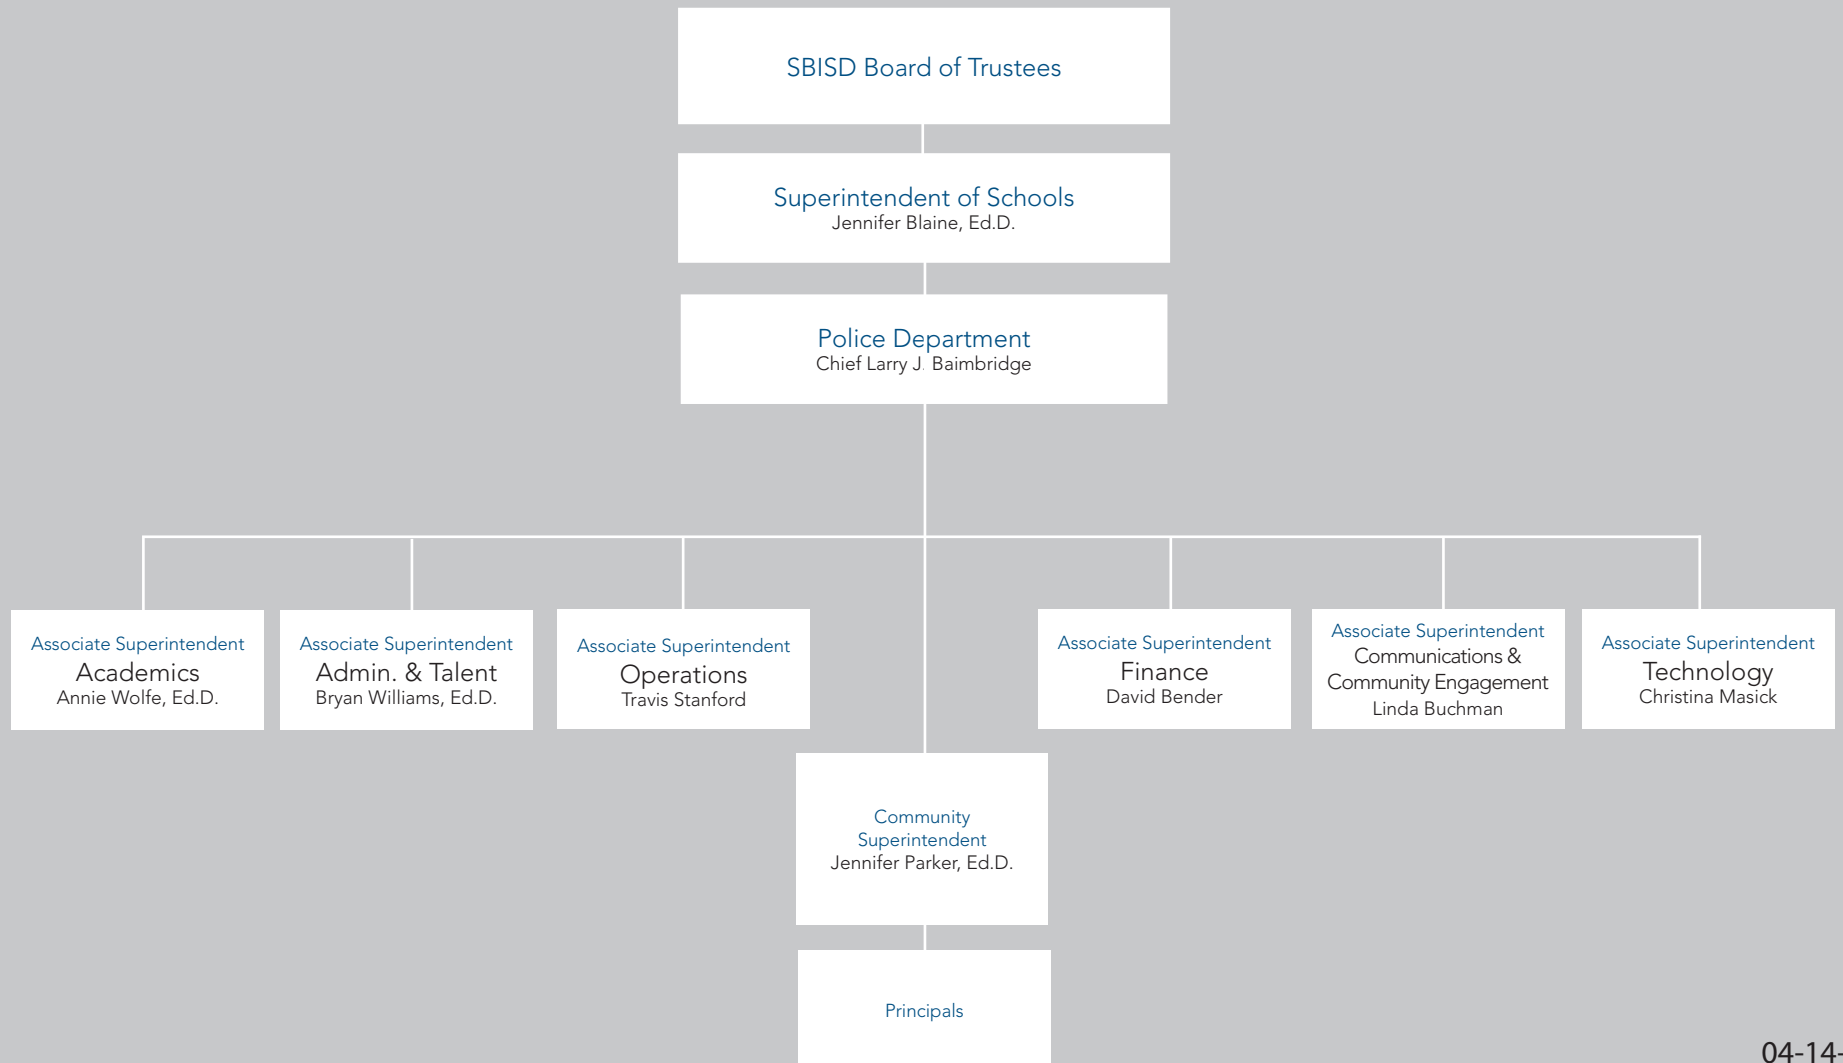 SBISD Board of Trustees
Superintendent of Schools
Jennifer Blaine, Ed.D.
Police Department
Chief Larry J. Baimbridge
Associate Superintendent
Academics
Annie Wolfe, Ed.D.
Associate Superintendent
Admin. & Talent
Bryan Williams, Ed.D.
Associate Superintendent
Operations
Travis Stanford
Associate Superintendent
Finance
David Bender
Associate Superintendent
Communications &
Community Engagement
Linda Buchman
Associate Superintendent
Technology
Christina Masick
Community
Superintendent
Jennifer Parker, Ed.D.
Principals
04-14-